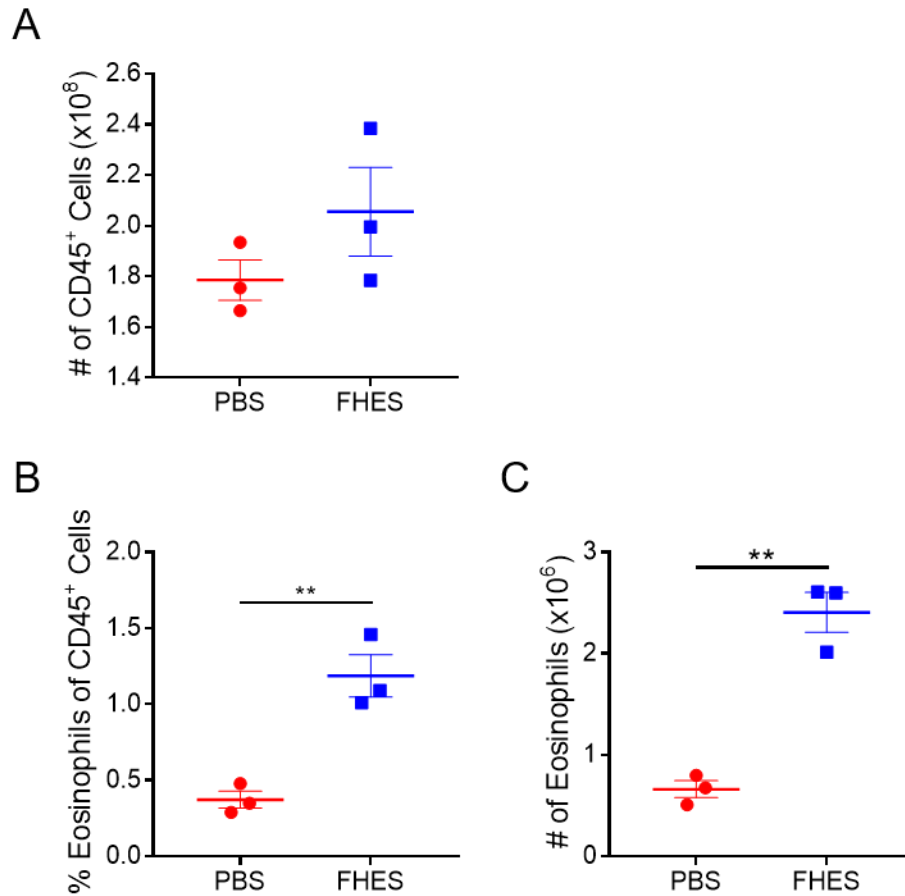 A
# of CD45⁺ Cells (x10⁸)
2.6
2.4
2.2
2.0
1.8
1.6
1.4
PBS
FHES
B
% Eosinophils of CD45⁺ Cells
2.0
1.5
1.0
0.5
0.0
**
PBS
FHES
C
# of Eosinophils (x10⁶)
3
2
1
0
**
PBS
FHES